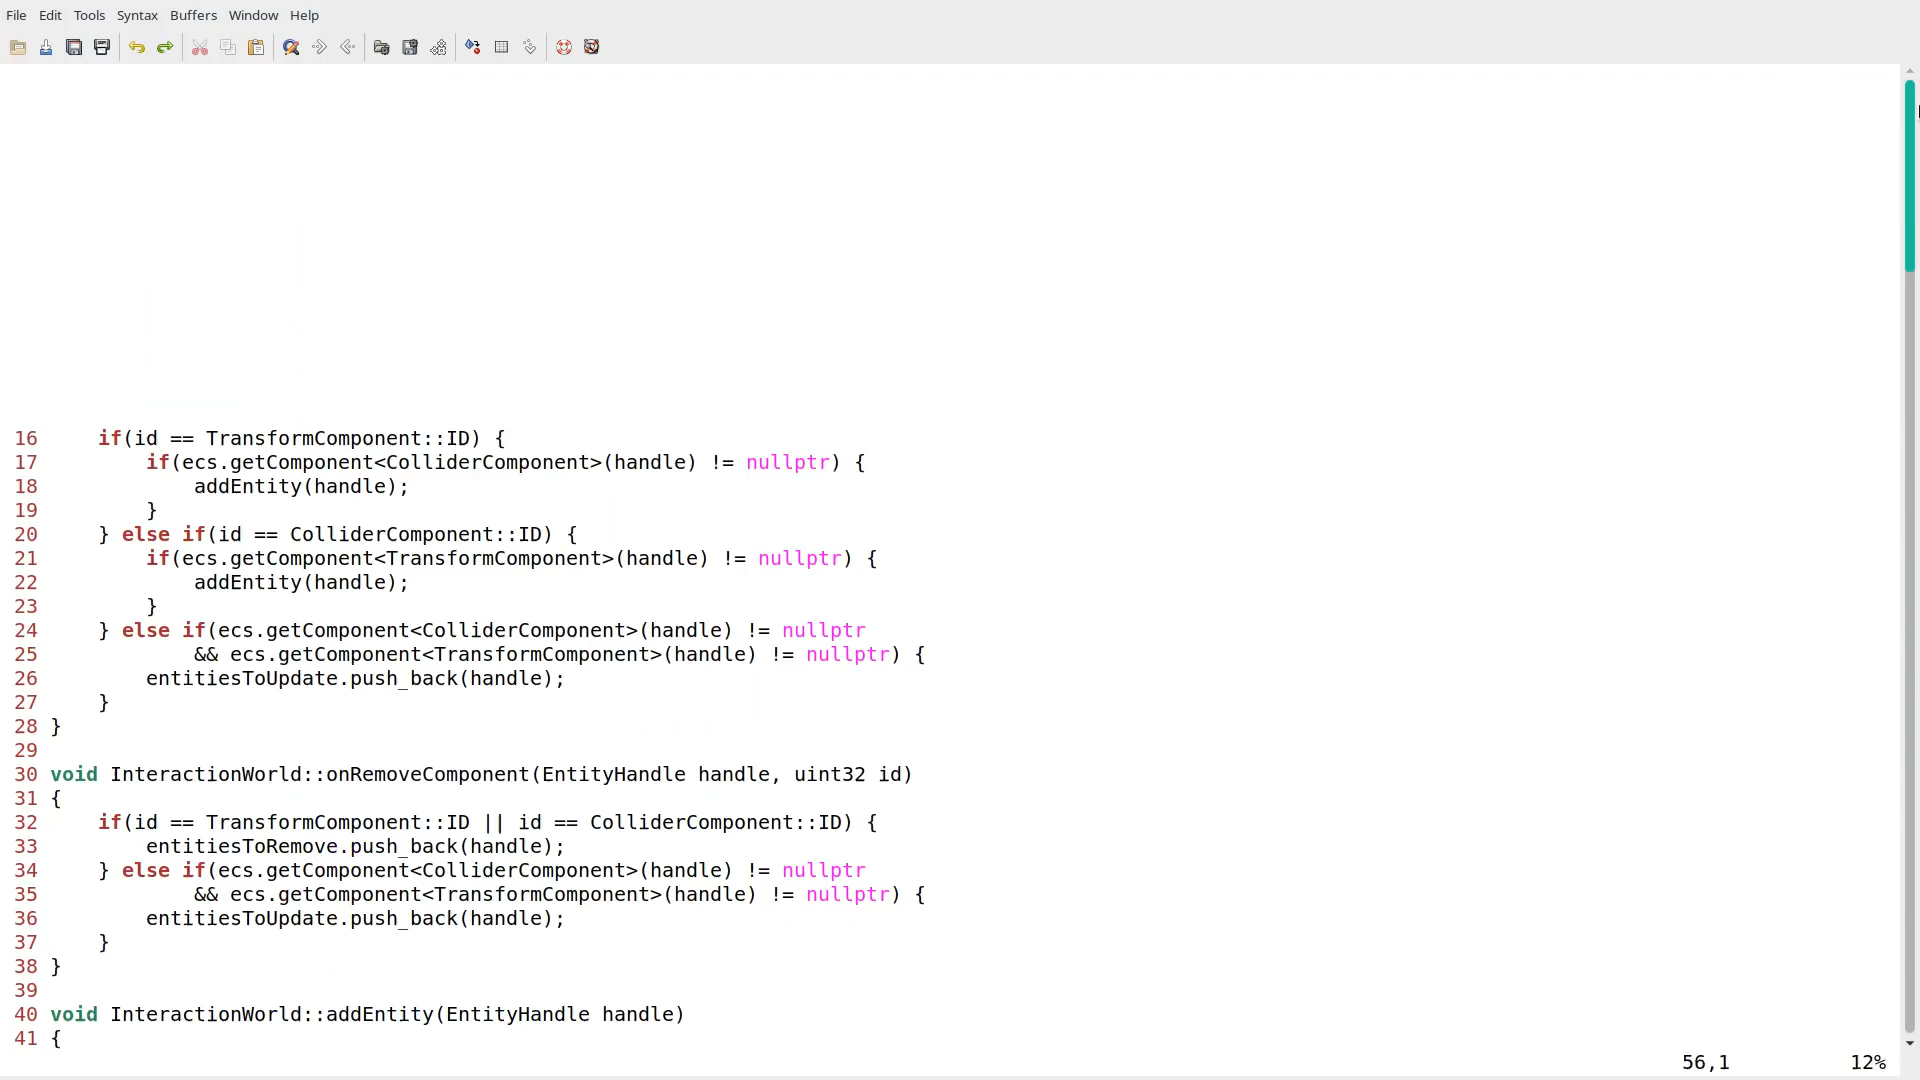 File Edit Tools Syntax Buffers Window Help
16     if(id == TransformComponent::ID) {
17         if(ecs.getComponent<ColliderComponent>(handle) != nullptr) {
18             addEntity(handle);
19         }
20     } else if(id == ColliderComponent::ID) {
21         if(ecs.getComponent<TransformComponent>(handle) != nullptr) {
22             addEntity(handle);
23         }
24     } else if(ecs.getComponent<ColliderComponent>(handle) != nullptr
25             && ecs.getComponent<TransformComponent>(handle) != nullptr) {
26         entitiesToUpdate.push_back(handle);
27     }
28 }
29
30 void InteractionWorld::onRemoveComponent(EntityHandle handle, uint32 id)
31 {
32     if(id == TransformComponent::ID || id == ColliderComponent::ID) {
33         entitiesToRemove.push_back(handle);
34     } else if(ecs.getComponent<ColliderComponent>(handle) != nullptr
35             && ecs.getComponent<TransformComponent>(handle) != nullptr) {
36         entitiesToUpdate.push_back(handle);
37     }
38 }
39
40 void InteractionWorld::addEntity(EntityHandle handle)
41 {
56,1 12%